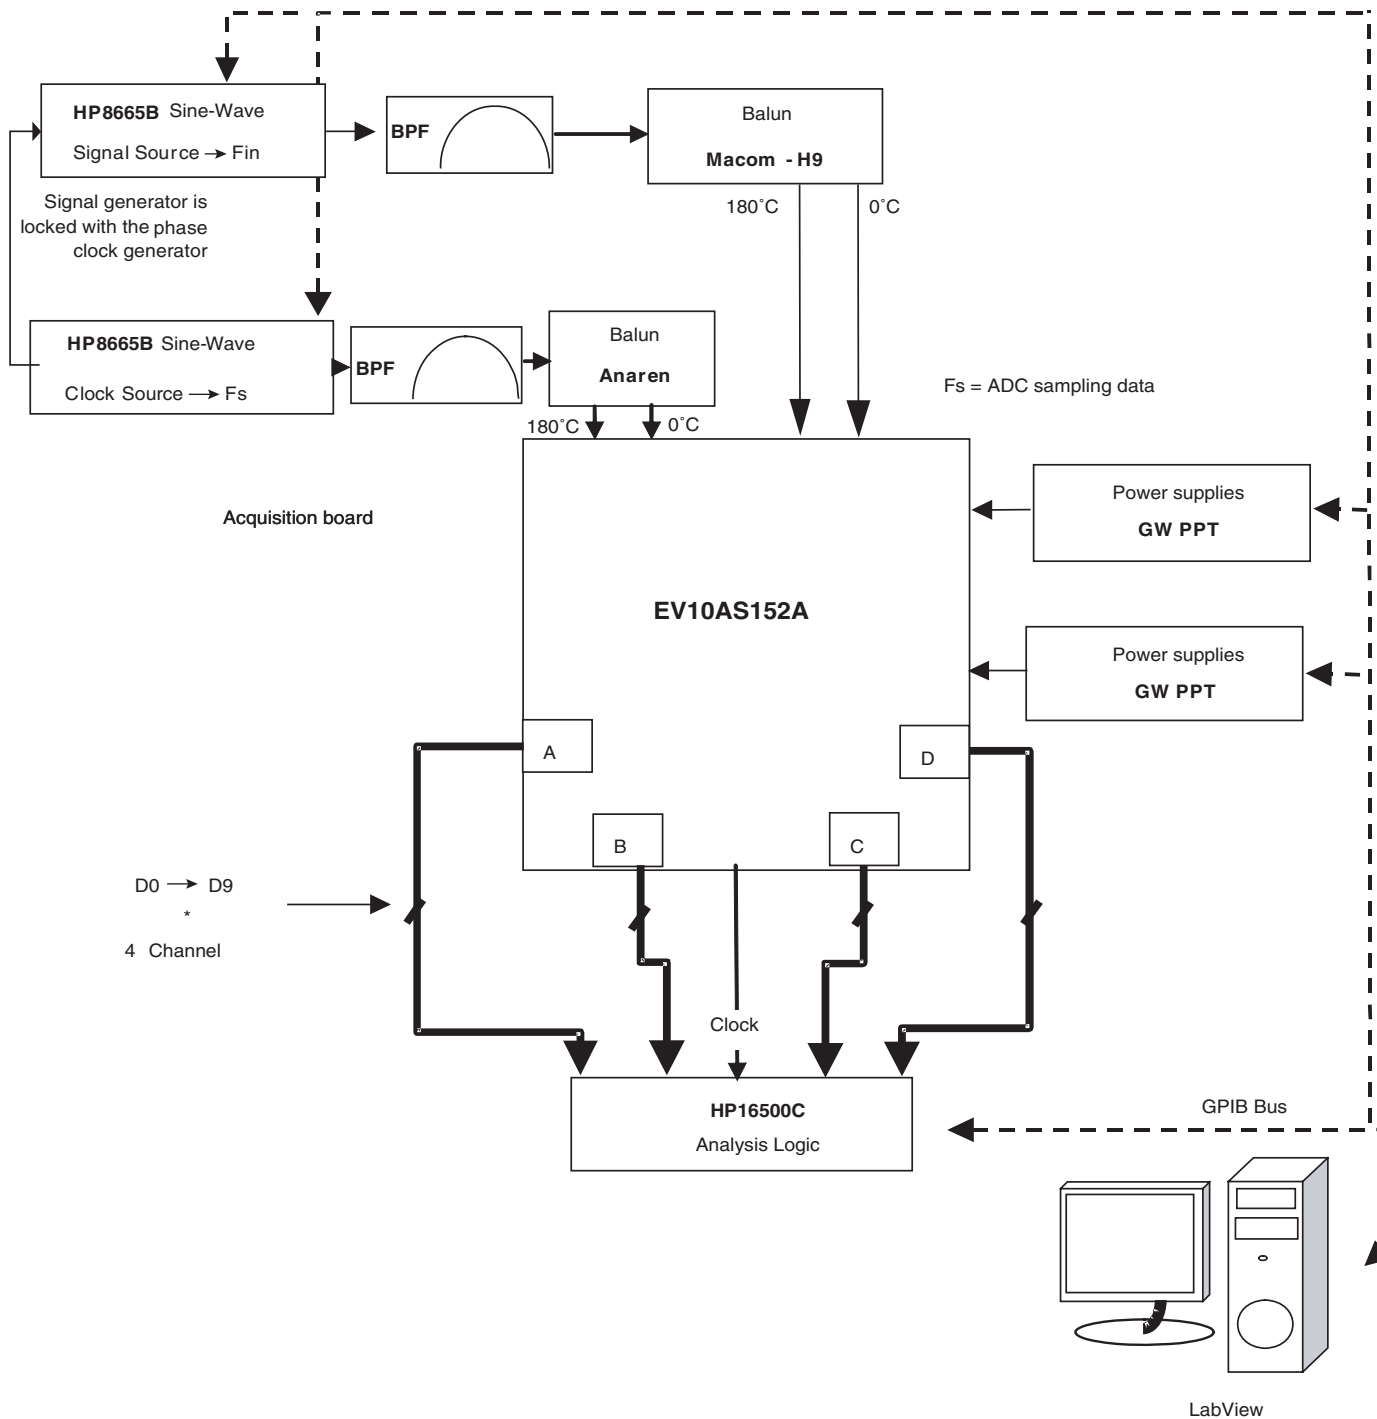 HP8665B Sine-Wave
Signal Source → Fin
BPF
Balun
Macom - H9
180°C
0°C
Signal generator is
locked with the phase
clock generator
HP8665B Sine-Wave
Clock Source → Fs
BPF
Balun
Anaren
180°C
0°C
Fs = ADC sampling data
Acquisition board
Power supplies
GW PPT
EV10AS152A
Power supplies
GW PPT
A
D
B
C
D0 → D9
*
4 Channel
Clock
HP16500C
Analysis Logic
GPIB Bus
LabView